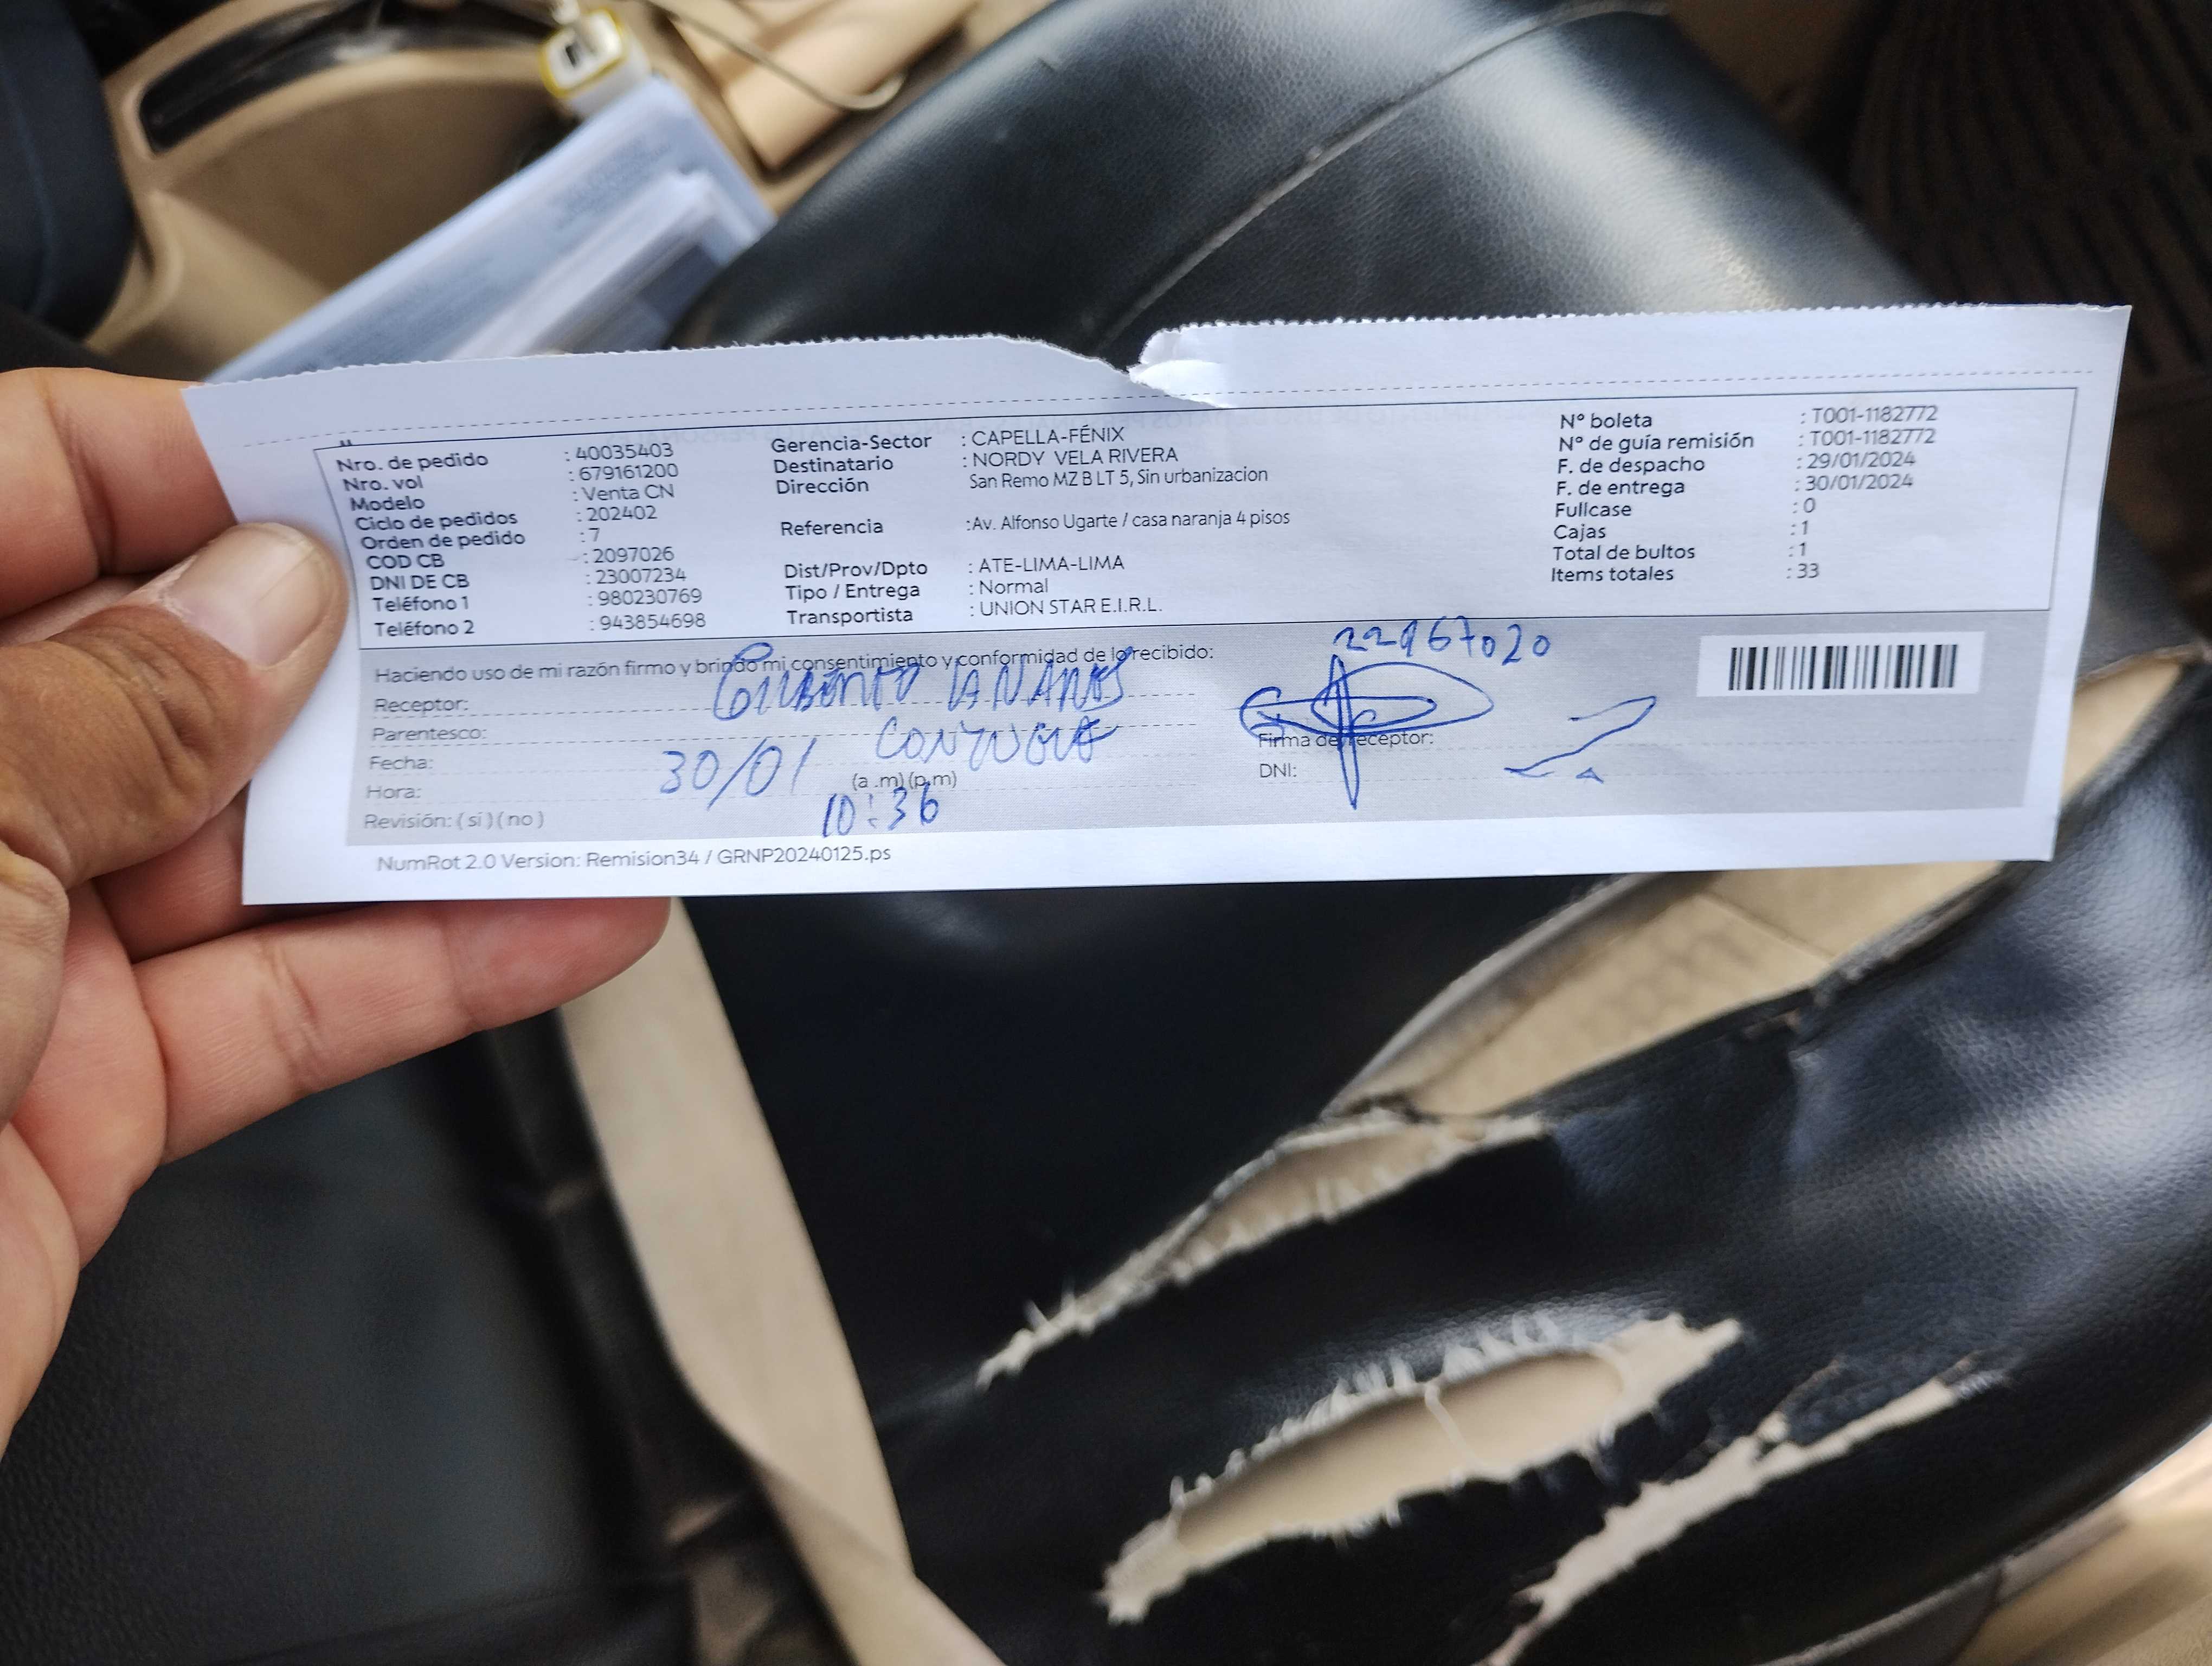 Nro. de pedido : 40035403
Nro. vol : 679161200
Modelo : Venta CN
Ciclo de pedidos : 202402
Orden de pedido : 7
COD CB : 2097026
DNI DE CB : 23007234
Teléfono 1 : 980230769
Teléfono 2 : 943854698
Gerencia-Sector : CAPELLA-FÉNIX
Destinatario : NORDY VELA RIVERA
Dirección San Remo MZ B LT 5, Sin urbanizacion
Referencia :Av. Alfonso Ugarte / casa naranja 4 pisos
Dist/Prov/Dpto : ATE-LIMA-LIMA
Tipo / Entrega : Normal
Transportista : UNION STAR E.I.R.L.
Nº boleta : T001-1182772
Nº de guía remisión : T001-1182772
F. de despacho : 29/01/2024
F. de entrega : 30/01/2024
Fullcase : 0
Cajas : 1
Total de bultos : 1
Items totales : 33
Haciendo uso de mi razón firmo y brindo mi consentimiento y conformidad de lo recibido:
Receptor:
Parentesco:
Fecha: 30/01
Hora: (a .m) (p.m) 10:36
Revisión: ( si ) ( no )
22967020
Firma de receptor:
DNI:
NumRot 2.0 Version: Remision34 / GRNP20240125.ps